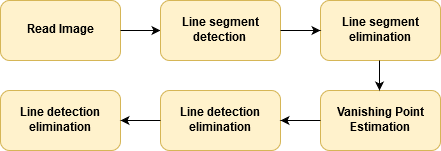 Read Image
Line segment
detection
Line segment
elimination
Vanishing Point
Estimation
Line detection
elimination
Line detection
elimination